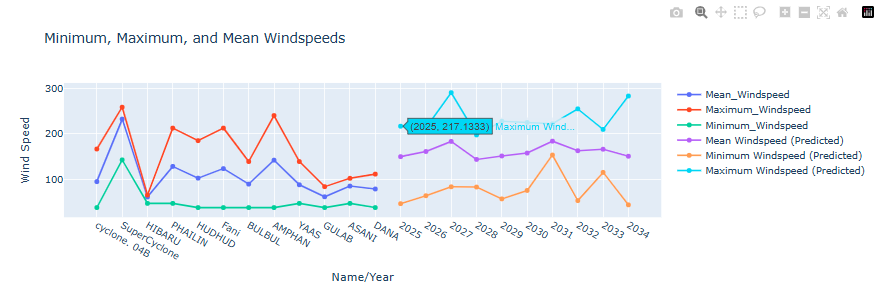 Minimum, Maximum, and Mean Windspeeds
300
200
100
Wind Speed
(2025, 217.1333)
Maximum Wind...
cyclone. 04B
SuperCyclone
HIBARU
PHAILIN
HUDHUD
Fani
BULBUL
AMPHAN
YAAS
GULAB
ASANI
DANA
2025
2026
2027
2028
2029
2030
2031
2032
2033
2034
Name/Year
Mean_Windspeed
Maximum_Windspeed
Minimum_Windspeed
Mean Windspeed (Predicted)
Minimum Windspeed (Predicted)
Maximum Windspeed (Predicted)